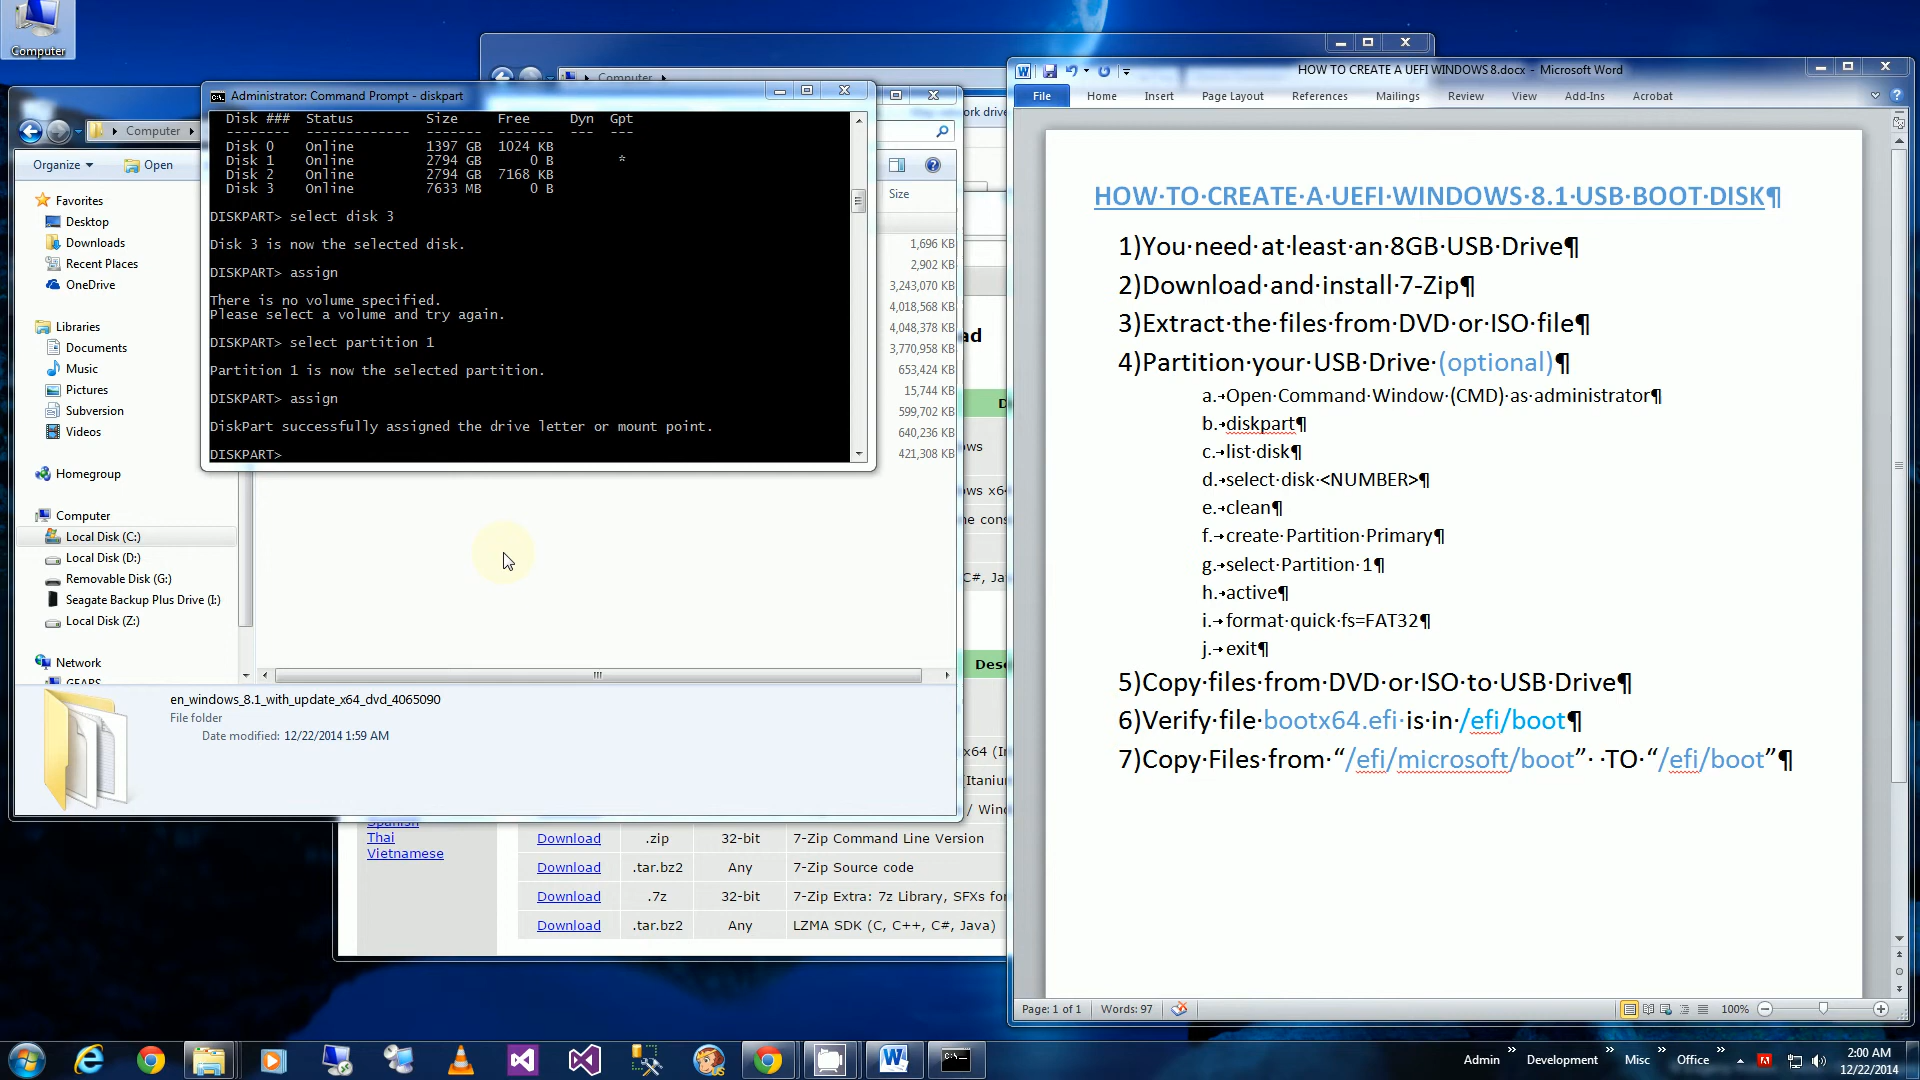 Computer
Computer
Organize
Open
Favorites
Desktop
Downloads
Recent Places
OneDrive
Libraries
Documents
Music
Pictures
Subversion
Videos
Homegroup
Computer
Local Disk (C:)
Local Disk (D:)
Removable Disk (G:)
Seagate Backup Plus Drive (I:)
Local Disk (Z:)
Network
en_windows_8.1_with_update_x64_dvd_4065090
File folder
Date modified: 12/22/2014 1:59 AM
Computer
Administrator: Command Prompt - diskpart
Disk ### Status Size Free Dyn Gpt
-------- ------------- ------- ------- --- ---
Disk 0 Online 1397 GB 1024 KB
Disk 1 Online 2794 GB 0 B *
Disk 2 Online 2794 GB 7168 KB
Disk 3 Online 7633 MB 0 B
DISKPART> select disk 3
Disk 3 is now the selected disk.
DISKPART> assign
There is no volume specified.
Please select a volume and try again.
DISKPART> select partition 1
Partition 1 is now the selected partition.
DISKPART> assign
DiskPart successfully assigned the drive letter or mount point.
DISKPART>
Size
1,696 KB
2,902 KB
3,243,070 KB
4,018,568 KB
4,048,378 KB
3,770,958 KB
653,424 KB
15,744 KB
599,702 KB
640,236 KB
421,308 KB
Thai
Vietnamese
Download .zip 32-bit 7-Zip Command Line Version
Download .tar.bz2 Any 7-Zip Source code
Download .7z 32-bit 7-Zip Extra: 7z Library, SFXs for
Download .tar.bz2 Any LZMA SDK (C, C++, C#, Java)
HOW TO CREATE A UEFI WINDOWS 8.docx - Microsoft Word
File Home Insert Page Layout References Mailings Review View Add-Ins Acrobat
HOW·TO·CREATE·A·UEFI·WINDOWS·8.1·USB·BOOT·DISK¶
1)You·need·at·least·an·8GB·USB·Drive¶
2)Download·and·install·7-Zip¶
3)Extract·the·files·from·DVD·or·ISO·file¶
4)Partition·your·USB·Drive·(optional)¶
a.→Open·Command·Window·(CMD)·as·administrator¶
b.→diskpart¶
c.→list·disk¶
d.→select·disk·<NUMBER>¶
e.→clean¶
f.→create·Partition·Primary¶
g.→select·Partition·1¶
h.→active¶
i.→format·quick·fs=FAT32¶
j.→exit¶
5)Copy·files·from·DVD·or·ISO·to·USB·Drive¶
6)Verify·file·bootx64.efi·is·in·/efi/boot¶
7)Copy·Files·from·“/efi/microsoft/boot”··TO·“/efi/boot”¶
Page: 1 of 1 Words: 97 100%
Admin Development Misc Office
2:00 AM
12/22/2014